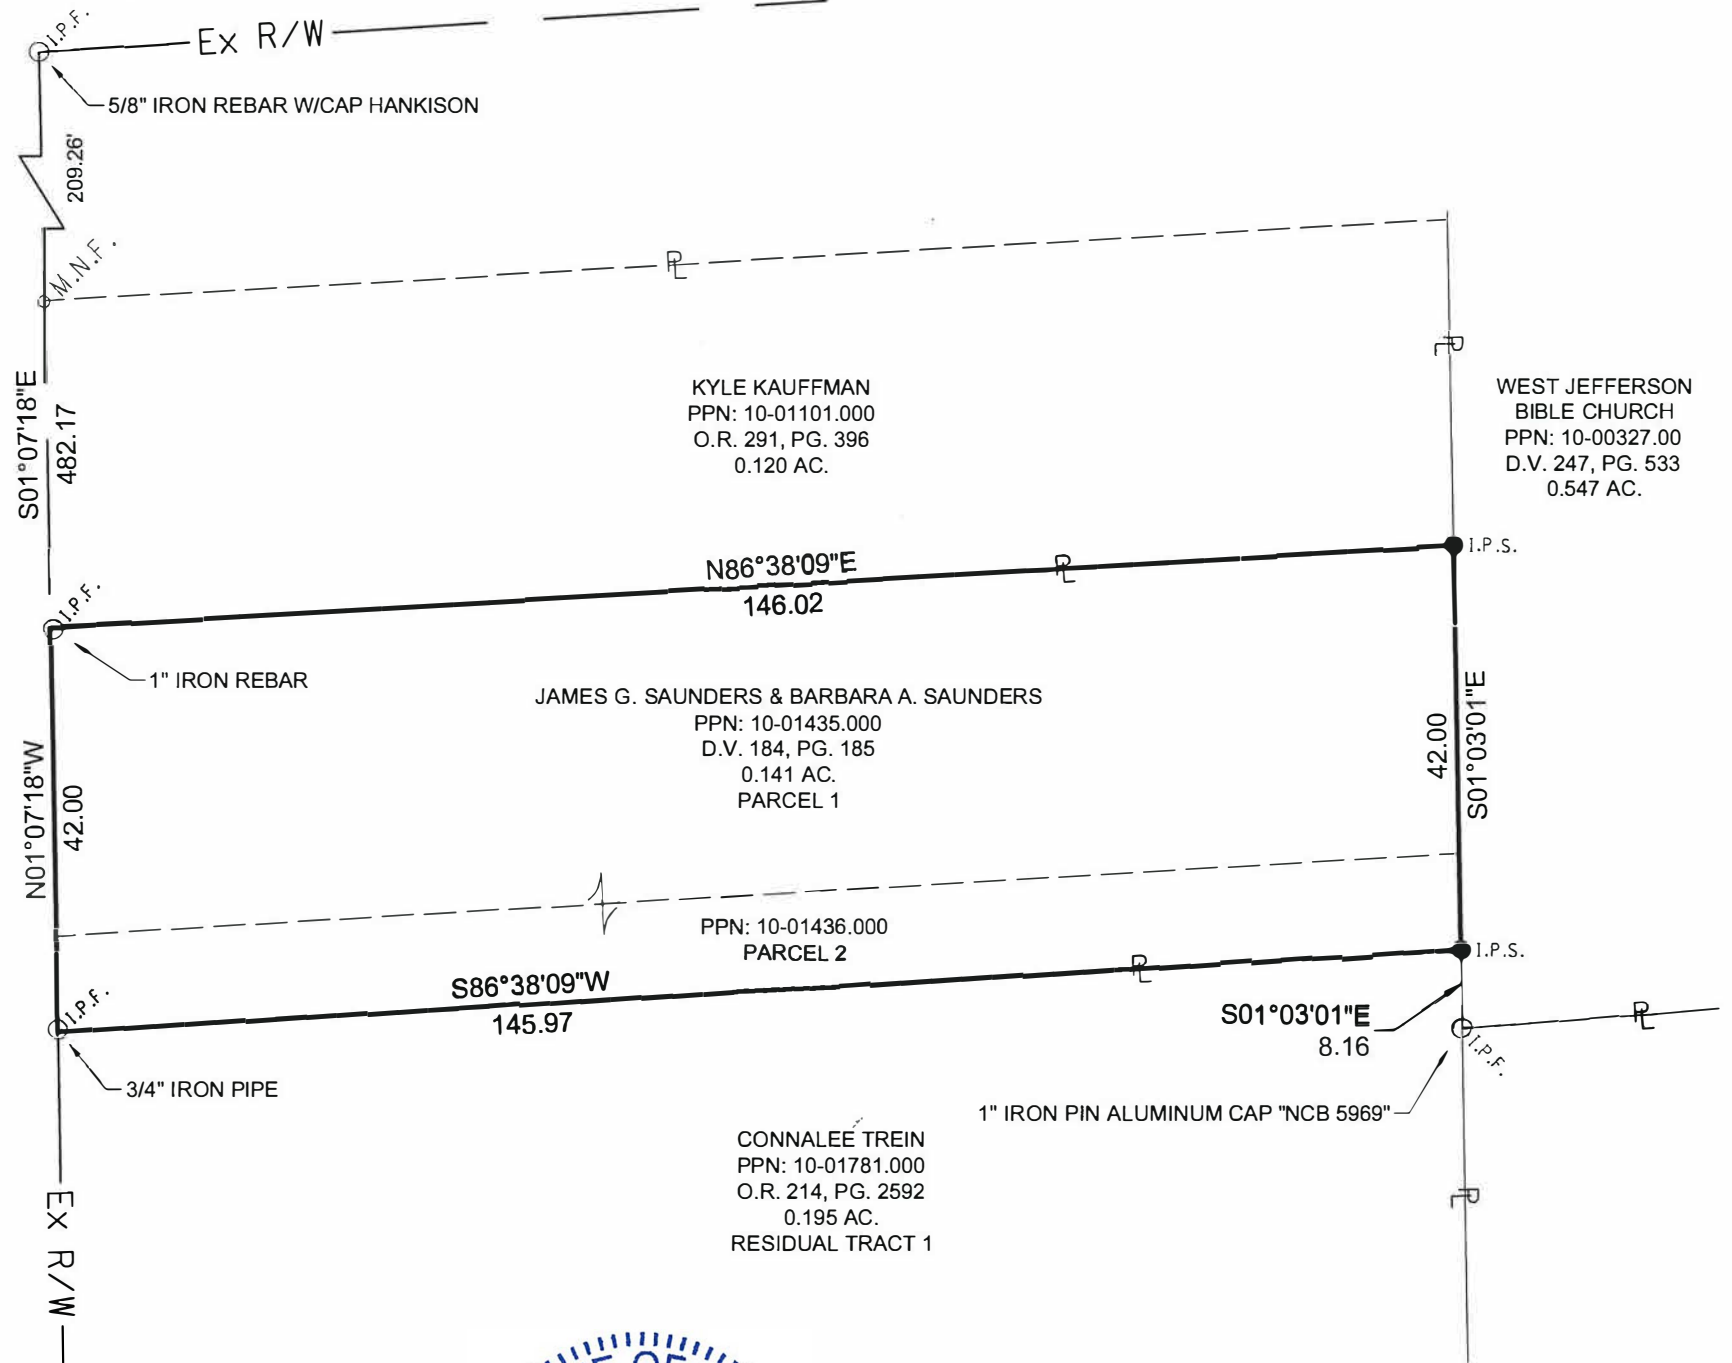 I.P.F.
Ex R/W
5/8" IRON REBAR W/CAP HANKISON
209.26'
M.N.F.
PL
PL
S01°07'18"E
482.17
KYLE KAUFFMAN
PPN: 10-01101.000
O.R. 291, PG. 396
0.120 AC.
WEST JEFFERSON
BIBLE CHURCH
PPN: 10-00327.00
D.V. 247, PG. 533
0.547 AC.
N86°38'09"E
146.02
PL
I.P.S.
I.P.F.
1" IRON REBAR
JAMES G. SAUNDERS & BARBARA A. SAUNDERS
PPN: 10-01435.000
D.V. 184, PG. 185
0.141 AC.
PARCEL 1
N01°07'18"W
42.00
42.00
S01°03'01"E
PPN: 10-01436.000
PARCEL 2
S86°38'09"W
145.97
PL
I.P.S.
I.P.F.
3/4" IRON PIPE
S01°03'01"E
8.16
PL
I.P.F.
1" IRON PIN ALUMINUM CAP "NCB 5969"
CONNALEE TREIN
PPN: 10-01781.000
O.R. 214, PG. 2592
0.195 AC.
RESIDUAL TRACT 1
PL
Ex R/W
OF